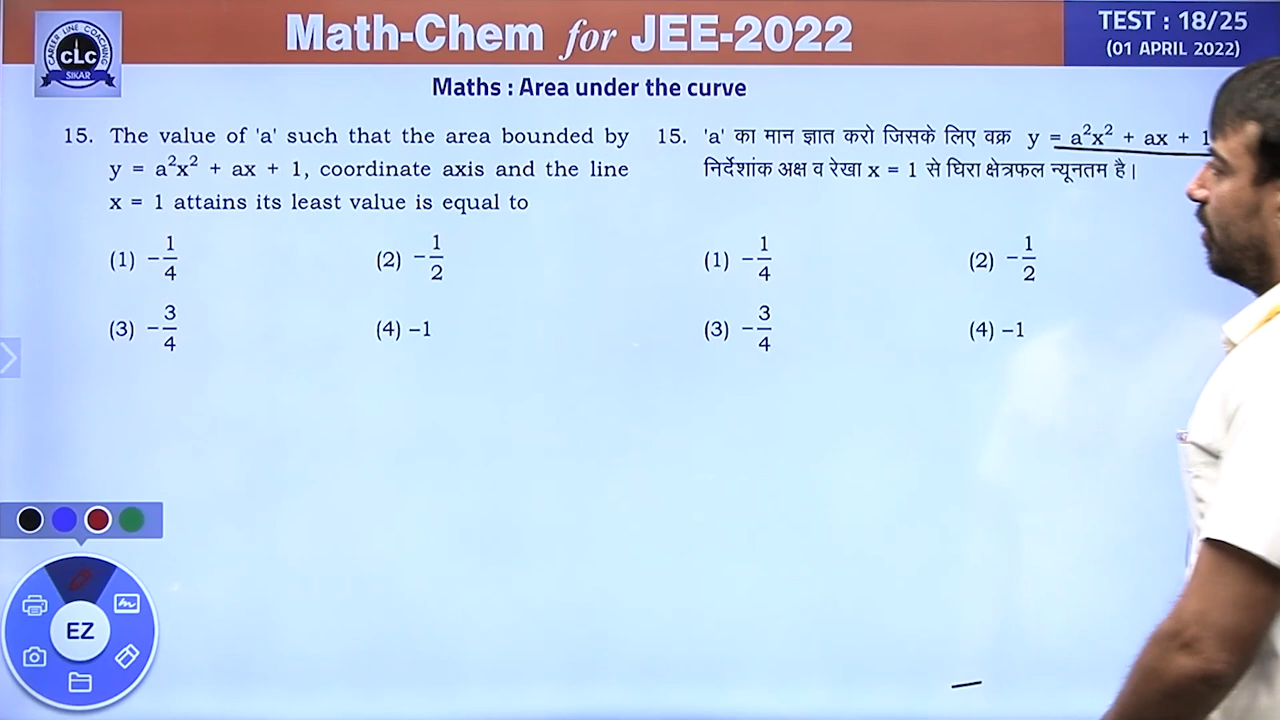 CAREER LINE COACHING
CLC
SIKAR
Math-Chem for JEE-2022
TEST : 18/25
(01 APRIL 2022)
Maths : Area under the curve
15. The value of 'a' such that the area bounded by
y = a²x² + ax + 1, coordinate axis and the line
x = 1 attains its least value is equal to
(1) -1/4 (2) -1/2
(3) -3/4 (4) –1
15. 'a' का मान ज्ञात करो जिसके लिए वक्र y = a²x² + ax + 1
निर्देशांक अक्ष व रेखा x = 1 से घिरा क्षेत्रफल न्यूनतम है।
(1) -1/4 (2) -1/2
(3) -3/4 (4) –1
EZ